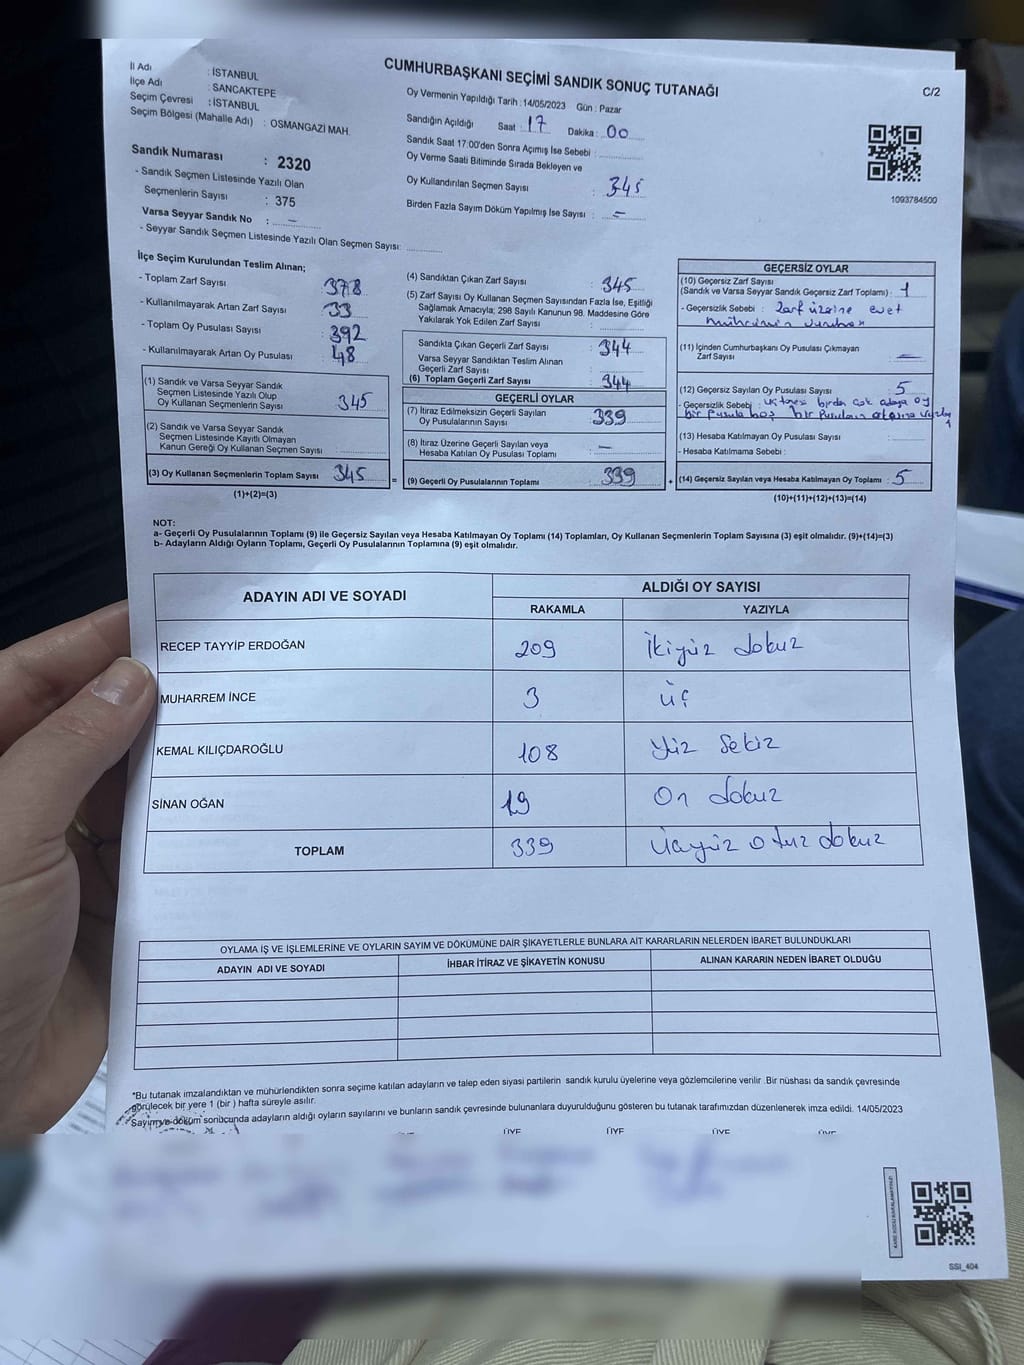 CUMHURBAŞKANI SEÇİMİ SANDIK SONUÇ TUTANAĞI
C/2
İl Adı : İSTANBUL
İlçe Adı : SANCAKTEPE
Seçim Çevresi : İSTANBUL
Seçim Bölgesi (Mahalle Adı) : OSMANGAZİ MAH.
Oy Vermenin Yapıldığı Tarih : 14/05/2023 Gün : Pazar
Sandığın Açıldığı Saat : 17 Dakika : 00
Sandık Saat 17.00'den Sonra Açımış İse Sebebi :
Oy Verme Saali Bitiminde Sırada Bekleyen ve
Oy Kullandırılan Seçmen Sayısı : 345
Birden Fazla Sayım Döküm Yapılmış İse Sayısı : –
1093784500
Sandık Numarası : 2320
- Sandık Seçmen Listesinde Yazılı Olan
Seçmenlerin Sayısı : 375
Varsa Seyyar Sandık No : –
- Seyyar Sandık Seçmen Listesinde Yazılı Olan Seçmen Sayısı:
İlçe Seçim Kurulundan Teslim Alınan;
- Toplam Zarf Sayısı 378
- Kullanılmayarak Artan Zarf Sayısı 33
- Toplam Oy Pusulası Sayısı 392
- Kullanılmayarak Artan Oy Pusulası 48
(1) Sandık ve Varsa Seyyar Sandık
Seçmen Listesinde Yazılı Olup
Oy Kullanan Seçmenlerin Sayısı 345
(2) Sandık ve Varsa Seyyar Sandık
Seçmen Listesinde Kayıtlı Olmayan
Kanun Gereği Oy Kullanan Seçmen Sayısı
(3) Oy Kullanan Seçmenlerin Toplam Sayısı 345 =
(1)+(2)=(3)
(4) Sandıktan Çıkan Zarf Sayısı : 345
(5) Zarf Sayısı Oy Kullanan Seçmen Sayısından Fazla İse, Eşitliği
Sağlamak Amacıyla; 298 Sayılı Kanunun 98. Maddesine Göre
Yakılarak Yok Edilen Zarf Sayısı :
Sandıkta Çıkan Geçerli Zarf Sayısı : 344
Varsa Seyyar Sandıktan Teslim Alınan
Geçerli Zarf Sayısı :
(6) Toplam Geçerli Zarf Sayısı : 344
GEÇERLİ OYLAR
(7) İtiraz Edilmeksizin Geçerli Sayılan
Oy Pusulalarının Sayısı : 339
(8) İtiraz Üzerine Geçerli Sayılan veya
Hesaba Katılan Oy Pusulası Toplamı : –
(9) Geçerli Oy Pusulalarının Toplamı : 339 +
GEÇERSİZ OYLAR
(10) Geçersiz Zarf Sayısı
(Sandık ve Varsa Seyyar Sandık Geçersiz Zarf Toplamı) : 1
- Geçersizlik Sebebi : Zarf üzerine evet
(11) İçinden Cumhurbaşkanı Oy Pusulası Çıkmayan
Zarf Sayısı : –
(12) Geçersiz Sayılan Oy Pusulası Sayısı : 5
- Geçersizlik Sebebi :
bir pusula boş bir
(13) Hesaba Katılmayan Oy Pusulası Sayısı :
- Hesaba Katılmama Sebebi :
(14) Geçersiz Sayılan veya Hesaba Katılmayan Oy Toplamı : 5
(10)+(11)+(12)+(13)=(14)
NOT:
a- Geçerli Oy Pusulalarının Toplamı (9) ile Geçersiz Sayılan veya Hesaba Katılmayan Oy Toplamı (14) Toplamları, Oy Kullanan Seçmenlerin Toplam Sayısına (3) eşit olmalıdır. (9)+(14)=(3)
b- Adayların Aldığı Oyların Toplamı, Geçerli Oy Pusulalarının Toplamına (9) eşit olmalıdır.
ADAYIN ADI VE SOYADI ALDIĞI OY SAYISI
RAKAMLA YAZIYLA
RECEP TAYYİP ERDOĞAN 209 İkiyüz dokuz
MUHARREM İNCE 3 üç
KEMAL KILIÇDAROĞLU 108 Yüz Sekiz
SİNAN OĞAN 19 On dokuz
TOPLAM 339 Üçyüz otuz dokuz
OYLAMA İŞ VE İŞLEMLERİNE VE OYLARIN SAYIM VE DÖKÜMÜNE DAİR ŞİKAYETLERLE BUNLARA AİT KARARLARIN NELERDEN İBARET BULUNDUKLARI
ADAYIN ADI VE SOYADI İHBAR İTİRAZ VE ŞİKAYETİN KONUSU ALINAN KARARIN NEDEN İBARET OLDUĞU
*Bu tutanak imzalandıktan ve mühürlendikten sonra seçime katılan adayların ve talep eden siyasi partilerin sandık kurulu üyelerine veya gözlemcilerine verilir .Bir nüshası da sandık çevresinde
görülecek bir yere 1 (bir ) hafta süreyle asılır.
Sayım ve döküm sonucunda adayların aldığı oyların sayılarını ve bunların sandık çevresinde bulunanlara duyurulduğunu gösteren bu tutanak tarafımızdan düzenlenerek imza edildi. 14/05/2023
ÜYE ÜYE ÜYE ÜYE
SSI_404